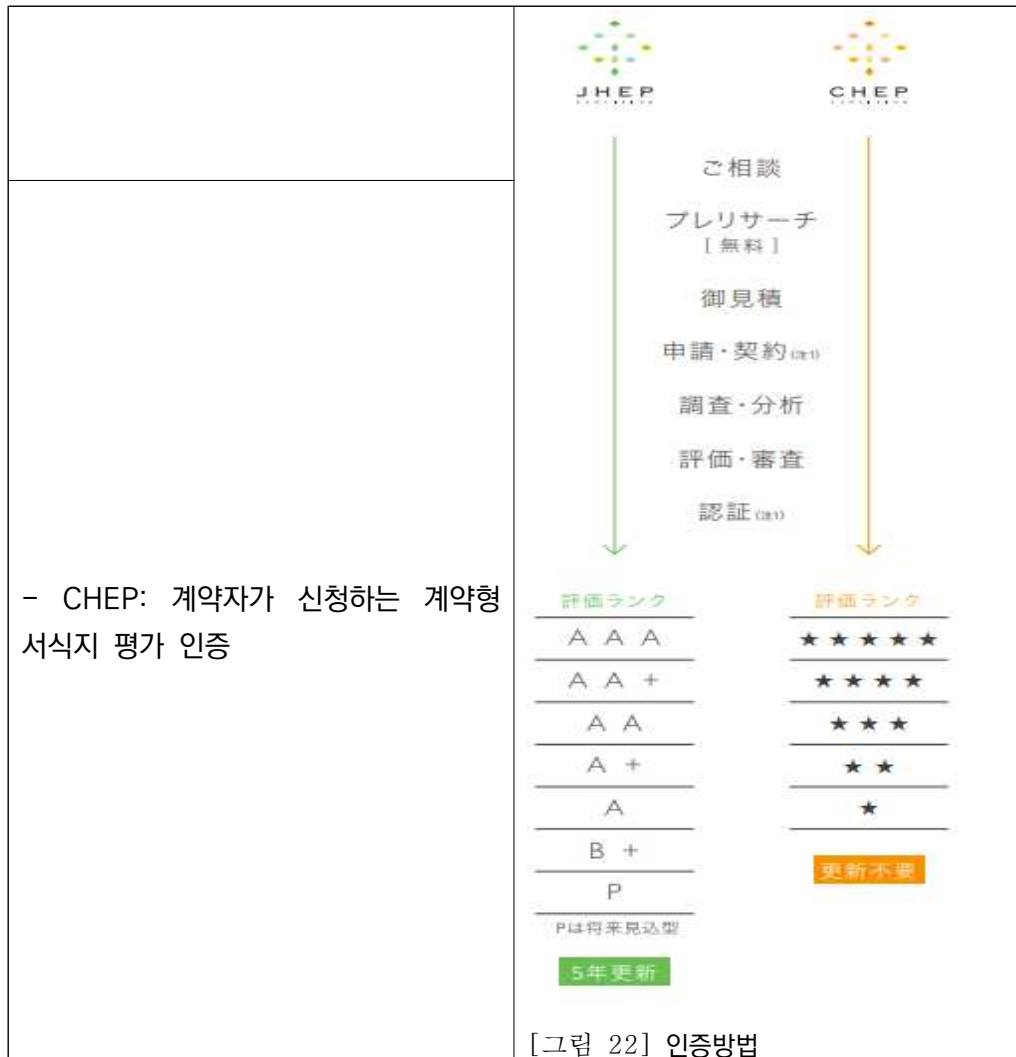 JHEP
CHEP
ご相談
プレリサーチ
[ 無料 ]
御見積
申請・契約(注1)
調査・分析
評価・審査
認証(注1)
- CHEP: 계약자가 신청하는 계약형
서식지 평가 인증
評価ランク
A A A
A A +
A A
A +
A
B +
P
Pは将来見込型
5年更新
評価ランク
★★★★★
★★★★
★★★
★★
★
更新不要
[그림 22] 인증방법